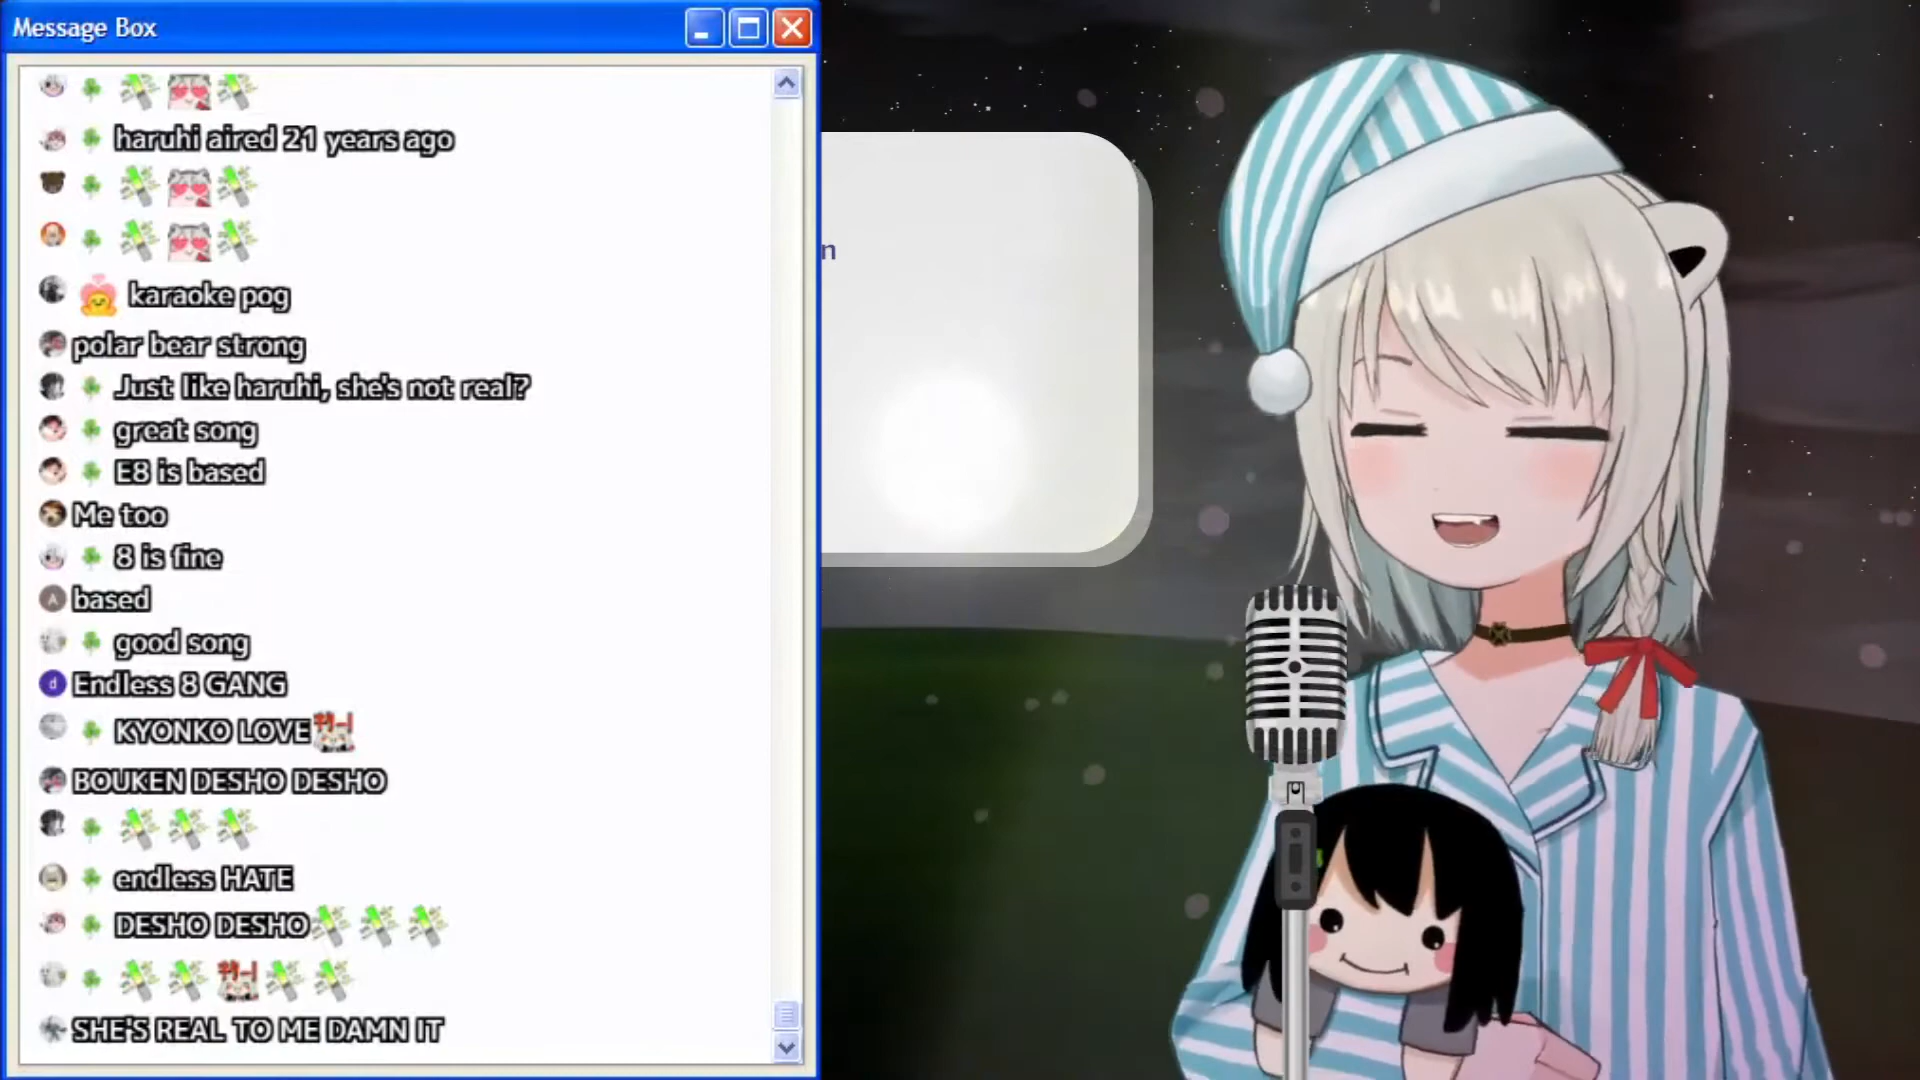 Message Box
haruhi aired 21 years ago
n
karaoke pog
polar bear strong
Just like haruhi, she's not real?
great song
E8 is based
Me too
8 is fine
A based
good song
d Endless 8 GANG
KYONKO LOVE
BOUKEN DESHO DESHO
endless HATE
DESHO DESHO
SHE'S REAL TO ME DAMN IT